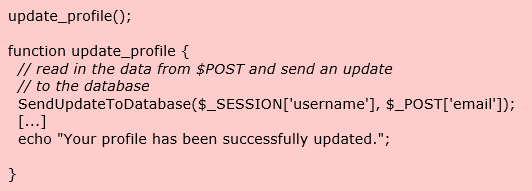 update_profile();
function update_profile {
// read in the data from $POST and send an update
// to the database
SendUpdateToDatabase($_SESSION['username'], $_POST['email']);
[...]
echo "Your profile has been successfully updated.";
}